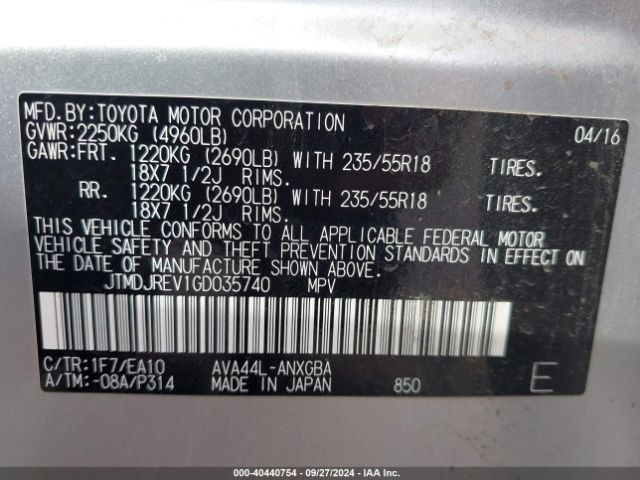 MFD.BY:TOYOTA MOTOR CORPORATION 04/16
GVWR:2250KG (4960LB)
GAWR:FRT. 1220KG (2690LB) WITH 235/55R18 TIRES.
18X7 1/2J RIMS.
RR. 1220KG (2690LB) WITH 235/55R18 TIRES.
18X7 1/2J RIMS.
THIS VEHICLE CONFORMS TO ALL APPLICABLE FEDERAL MOTOR
VEHICLE SAFETY AND THEFT PREVENTION STANDARDS IN EFFECT ON
THE DATE OF MANUFACTURE SHOWN ABOVE.
JTMDJREV1GD035740 MPV
C/TR:1F7/EA10 AVA44L-ANXGBA
A/TM:-08A/P314 MADE IN JAPAN 850 E
000-40440754 - 09/27/2024 - IAA Inc.